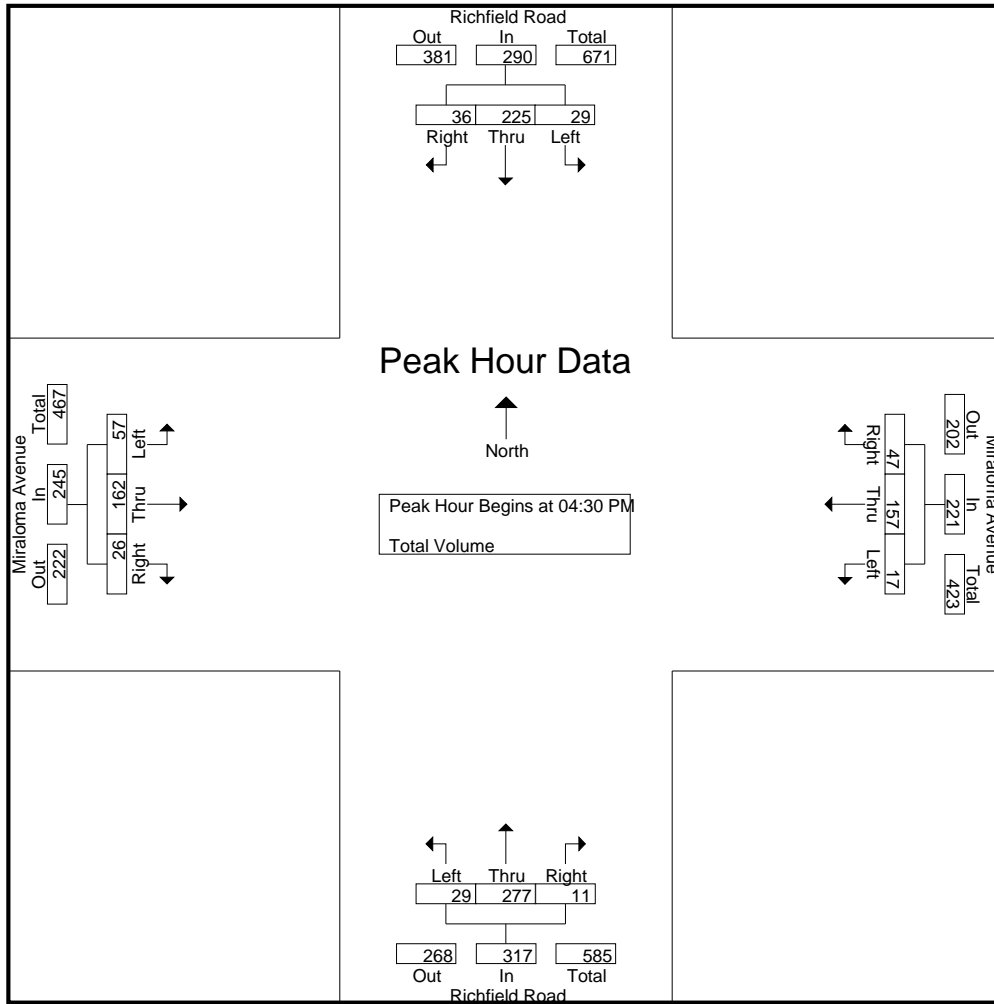 Richfield Road
Out In Total
381 290 671
36 225 29
Right Thru Left
Peak Hour Data
North
Peak Hour Begins at 04:30 PM
Total Volume
Miraloma Avenue
Out In Total
222 245 467
26 162 57
Right Thru Left
Miraloma Avenue
Out In Total
202 221 423
47 157 17
Right Thru Left
Left Thru Right
29 277 11
268 317 585
Out In Total
Richfield Road